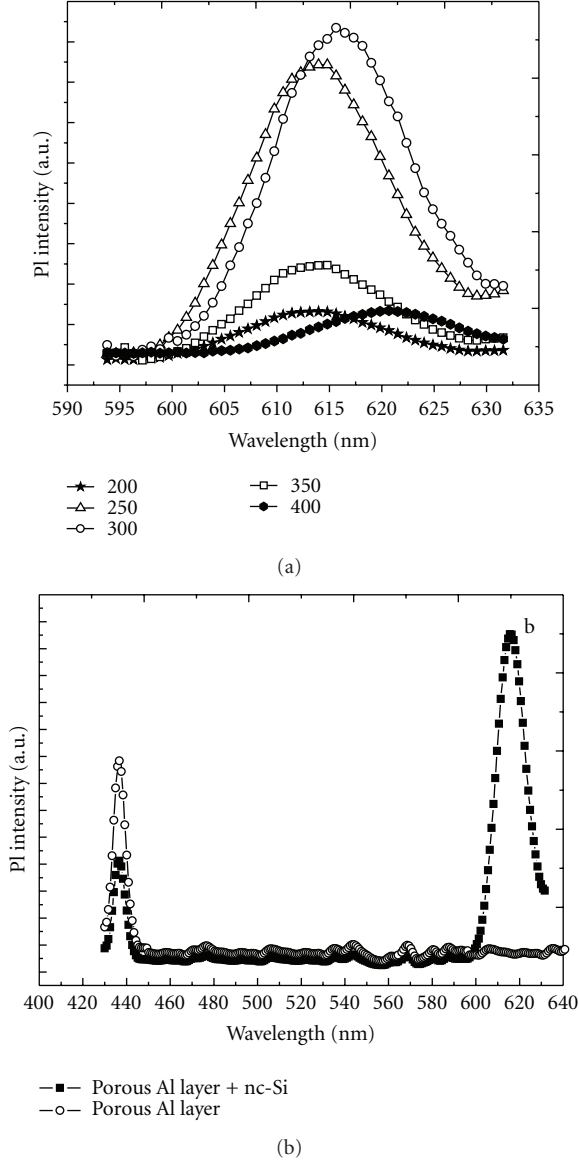 Pl intensity (a.u.)
590 595 600 605 610 615 620 625 630 635
Wavelength (nm)
200 350
250 400
300
(a)
b
Pl intensity (a.u.)
400 420 440 460 480 500 520 540 560 580 600 620 640
Wavelength (nm)
Porous Al layer + nc-Si
Porous Al layer
(b)